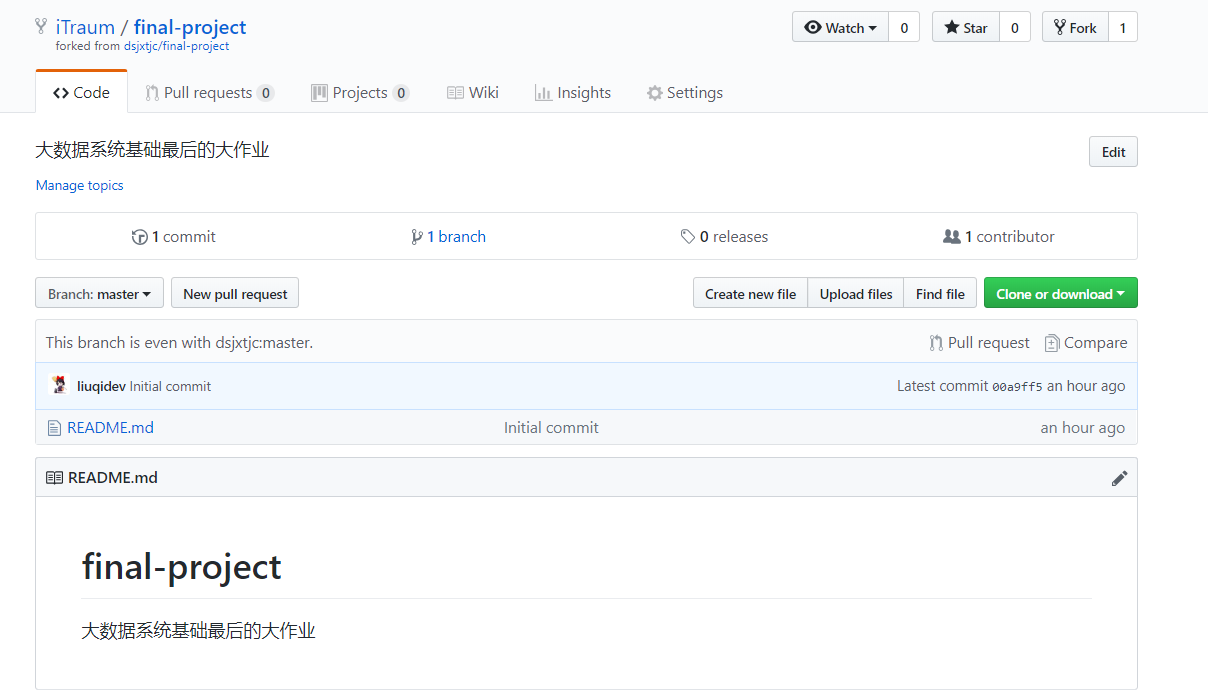 iTraum / final-project Watch 0 Star 0 Fork 1
forked from dsjxtjc/final-project
Code Pull requests 0 Projects 0 Wiki Insights Settings
大数据系统基础最后的大作业 Edit
Manage topics
1 commit 1 branch 0 releases 1 contributor
Branch: master New pull request Create new file Upload files Find file Clone or download
This branch is even with dsjxtjc:master. Pull request Compare
liuqidev Initial commit Latest commit 00a9ff5 an hour ago
README.md Initial commit an hour ago
README.md
final-project
大数据系统基础最后的大作业